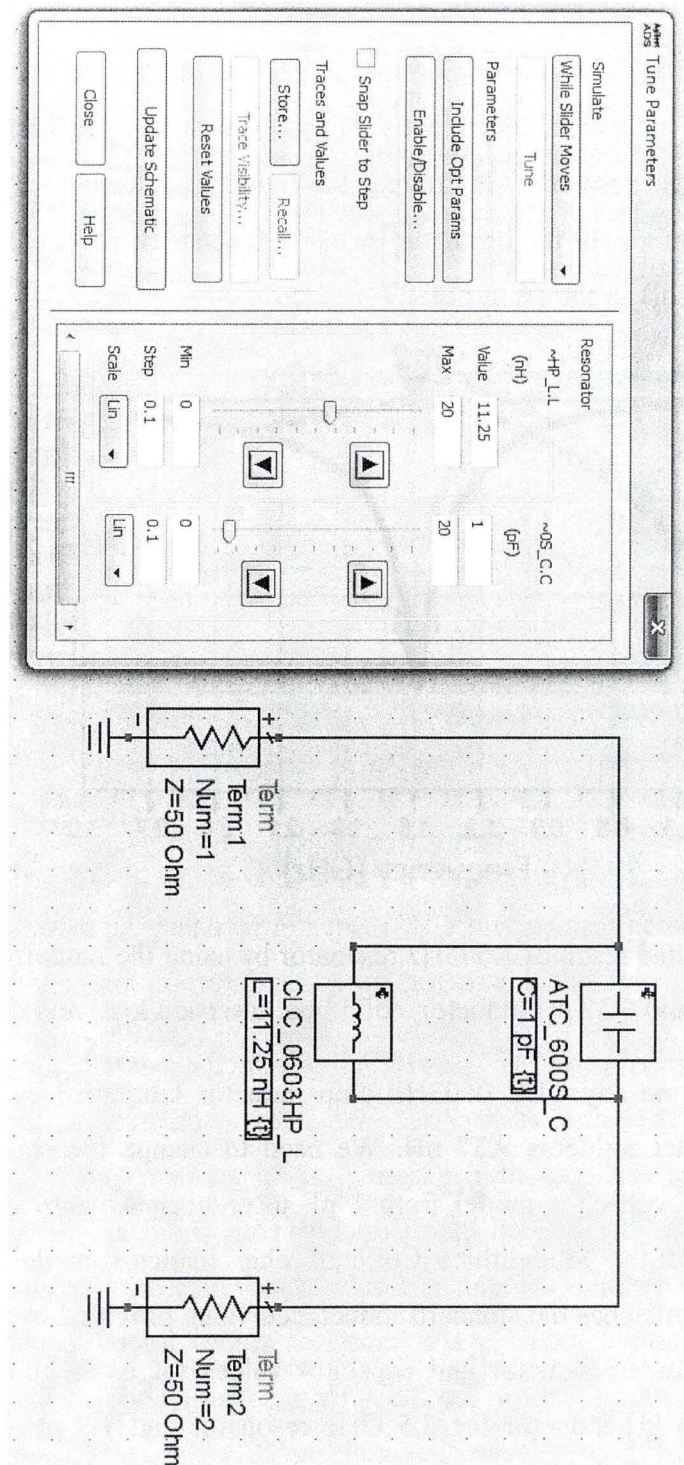 Agilent
ADS Tune Parameters
X
Simulate
While Slider Moves
Tune
Parameters
Include Opt Params
Enable/Disable...
Snap Slider to Step
Traces and Values
Store... Recall...
Trace Visibility...
Reset Values
Update Schematic
Close Help
Resonator
~HP_L.L ~0S_C.C
(nH) (pF)
Value 11.25 1
Max 20 20
Min 0 0
Step 0.1 0.1
Scale Lin Lin
ATC_600S_C
C=1 pF {t}
CLC_0603HP_L
L=11.25 nH {t}
+
-
Term
Term1
Num=1
Z=50 Ohm
+
-
Term
Term2
Num=2
Z=50 Ohm